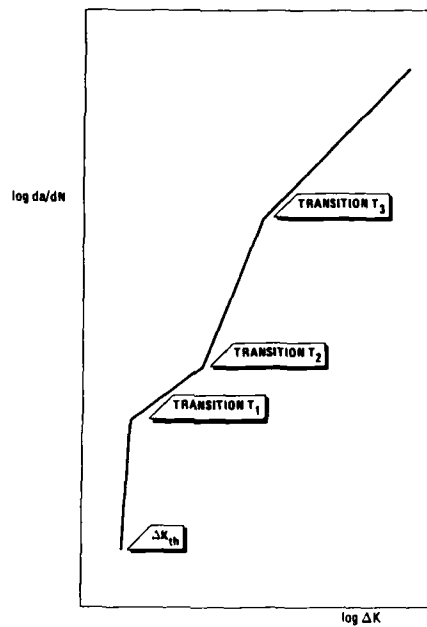 log da/dN
TRANSITION T3
TRANSITION T2
TRANSITION T1
ΔKth
log ΔK